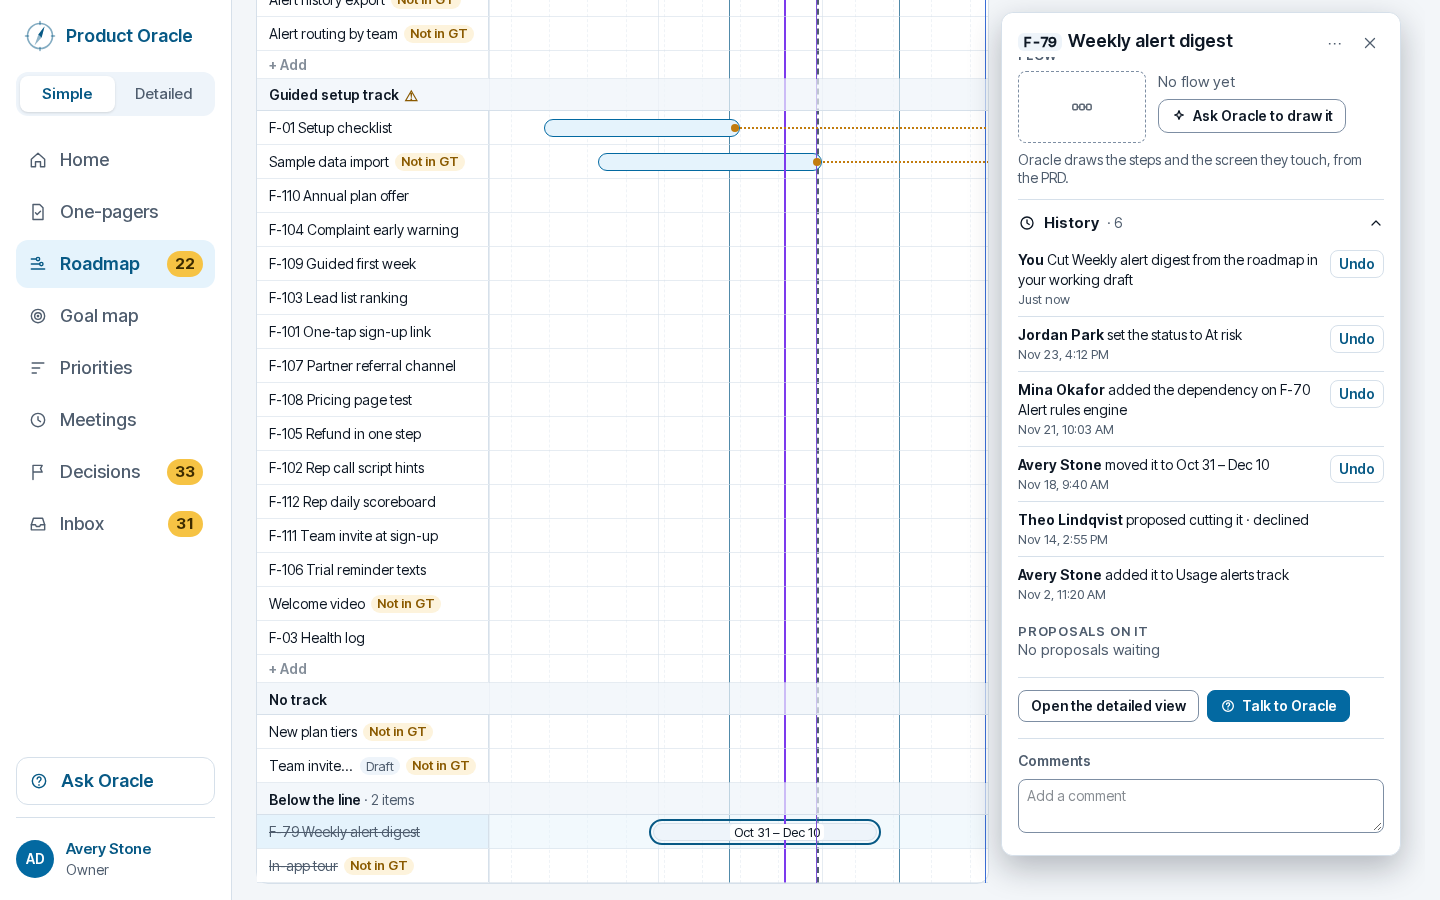 Product Oracle
Simple
Detailed
Home
One-pagers
Roadmap
22
Goal map
Priorities
Meetings
Decisions
33
Inbox
31
Ask Oracle
AD
Avery Stone
Owner
Alert history export Not in GT
Alert routing by team Not in GT
+ Add
Guided setup track
F-01 Setup checklist
Sample data import Not in GT
F-110 Annual plan offer
F-104 Complaint early warning
F-109 Guided first week
F-103 Lead list ranking
F-101 One-tap sign-up link
F-107 Partner referral channel
F-108 Pricing page test
F-105 Refund in one step
F-102 Rep call script hints
F-112 Rep daily scoreboard
F-111 Team invite at sign-up
F-106 Trial reminder texts
Welcome video Not in GT
F-03 Health log
+ Add
No track
New plan tiers Not in GT
Team invite... Draft Not in GT
Below the line · 2 items
F-79 Weekly alert digest
Oct 31 – Dec 10
In-app tour Not in GT
F-79 Weekly alert digest
FLOW
No flow yet
Ask Oracle to draw it
Oracle draws the steps and the screen they touch, from
the PRD.
History · 6
You Cut Weekly alert digest from the roadmap in
your working draft
Just now
Undo
Jordan Park set the status to At risk
Nov 23, 4:12 PM
Undo
Mina Okafor added the dependency on F-70
Alert rules engine
Nov 21, 10:03 AM
Undo
Avery Stone moved it to Oct 31 – Dec 10
Nov 18, 9:40 AM
Undo
Theo Lindqvist proposed cutting it · declined
Nov 14, 2:55 PM
Avery Stone added it to Usage alerts track
Nov 2, 11:20 AM
PROPOSALS ON IT
No proposals waiting
Open the detailed view
Talk to Oracle
Comments
Add a comment